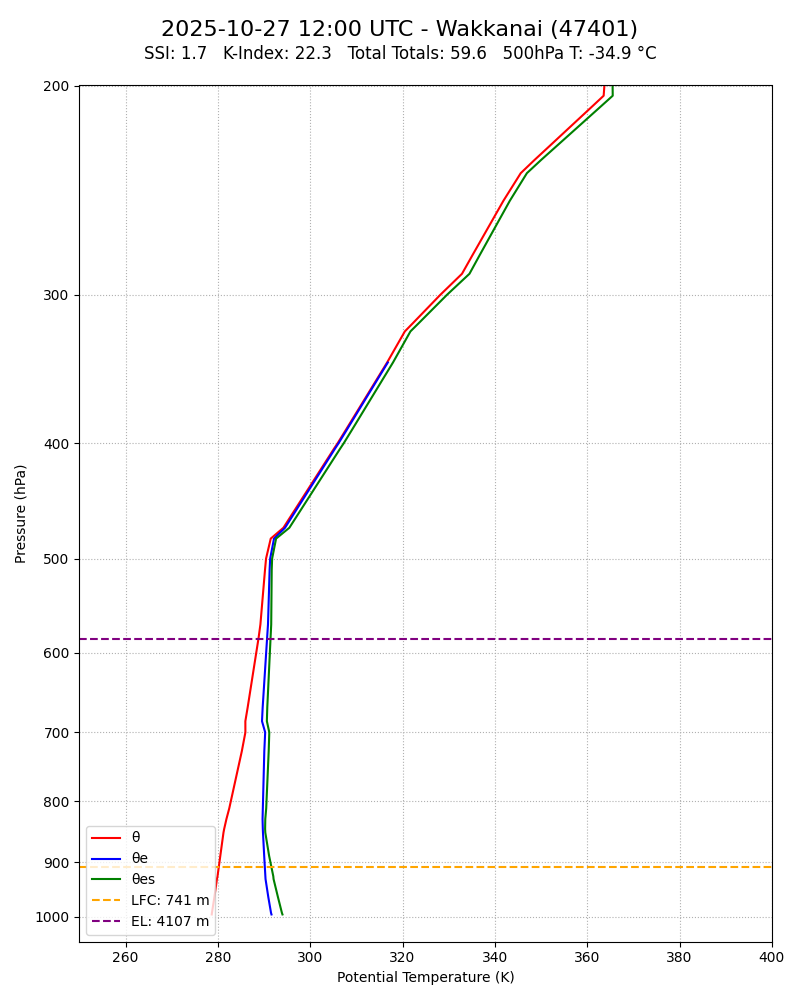 2025-10-27 12:00 UTC - Wakkanai (47401)
SSI: 1.7   K-Index: 22.3   Total Totals: 59.6   500hPa T: -34.9 °C
200
300
400
500
600
700
800
900
1000
Pressure (hPa)
θ
θe
θes
LFC: 741 m
EL: 4107 m
260 280 300 320 340 360 380 400
Potential Temperature (K)